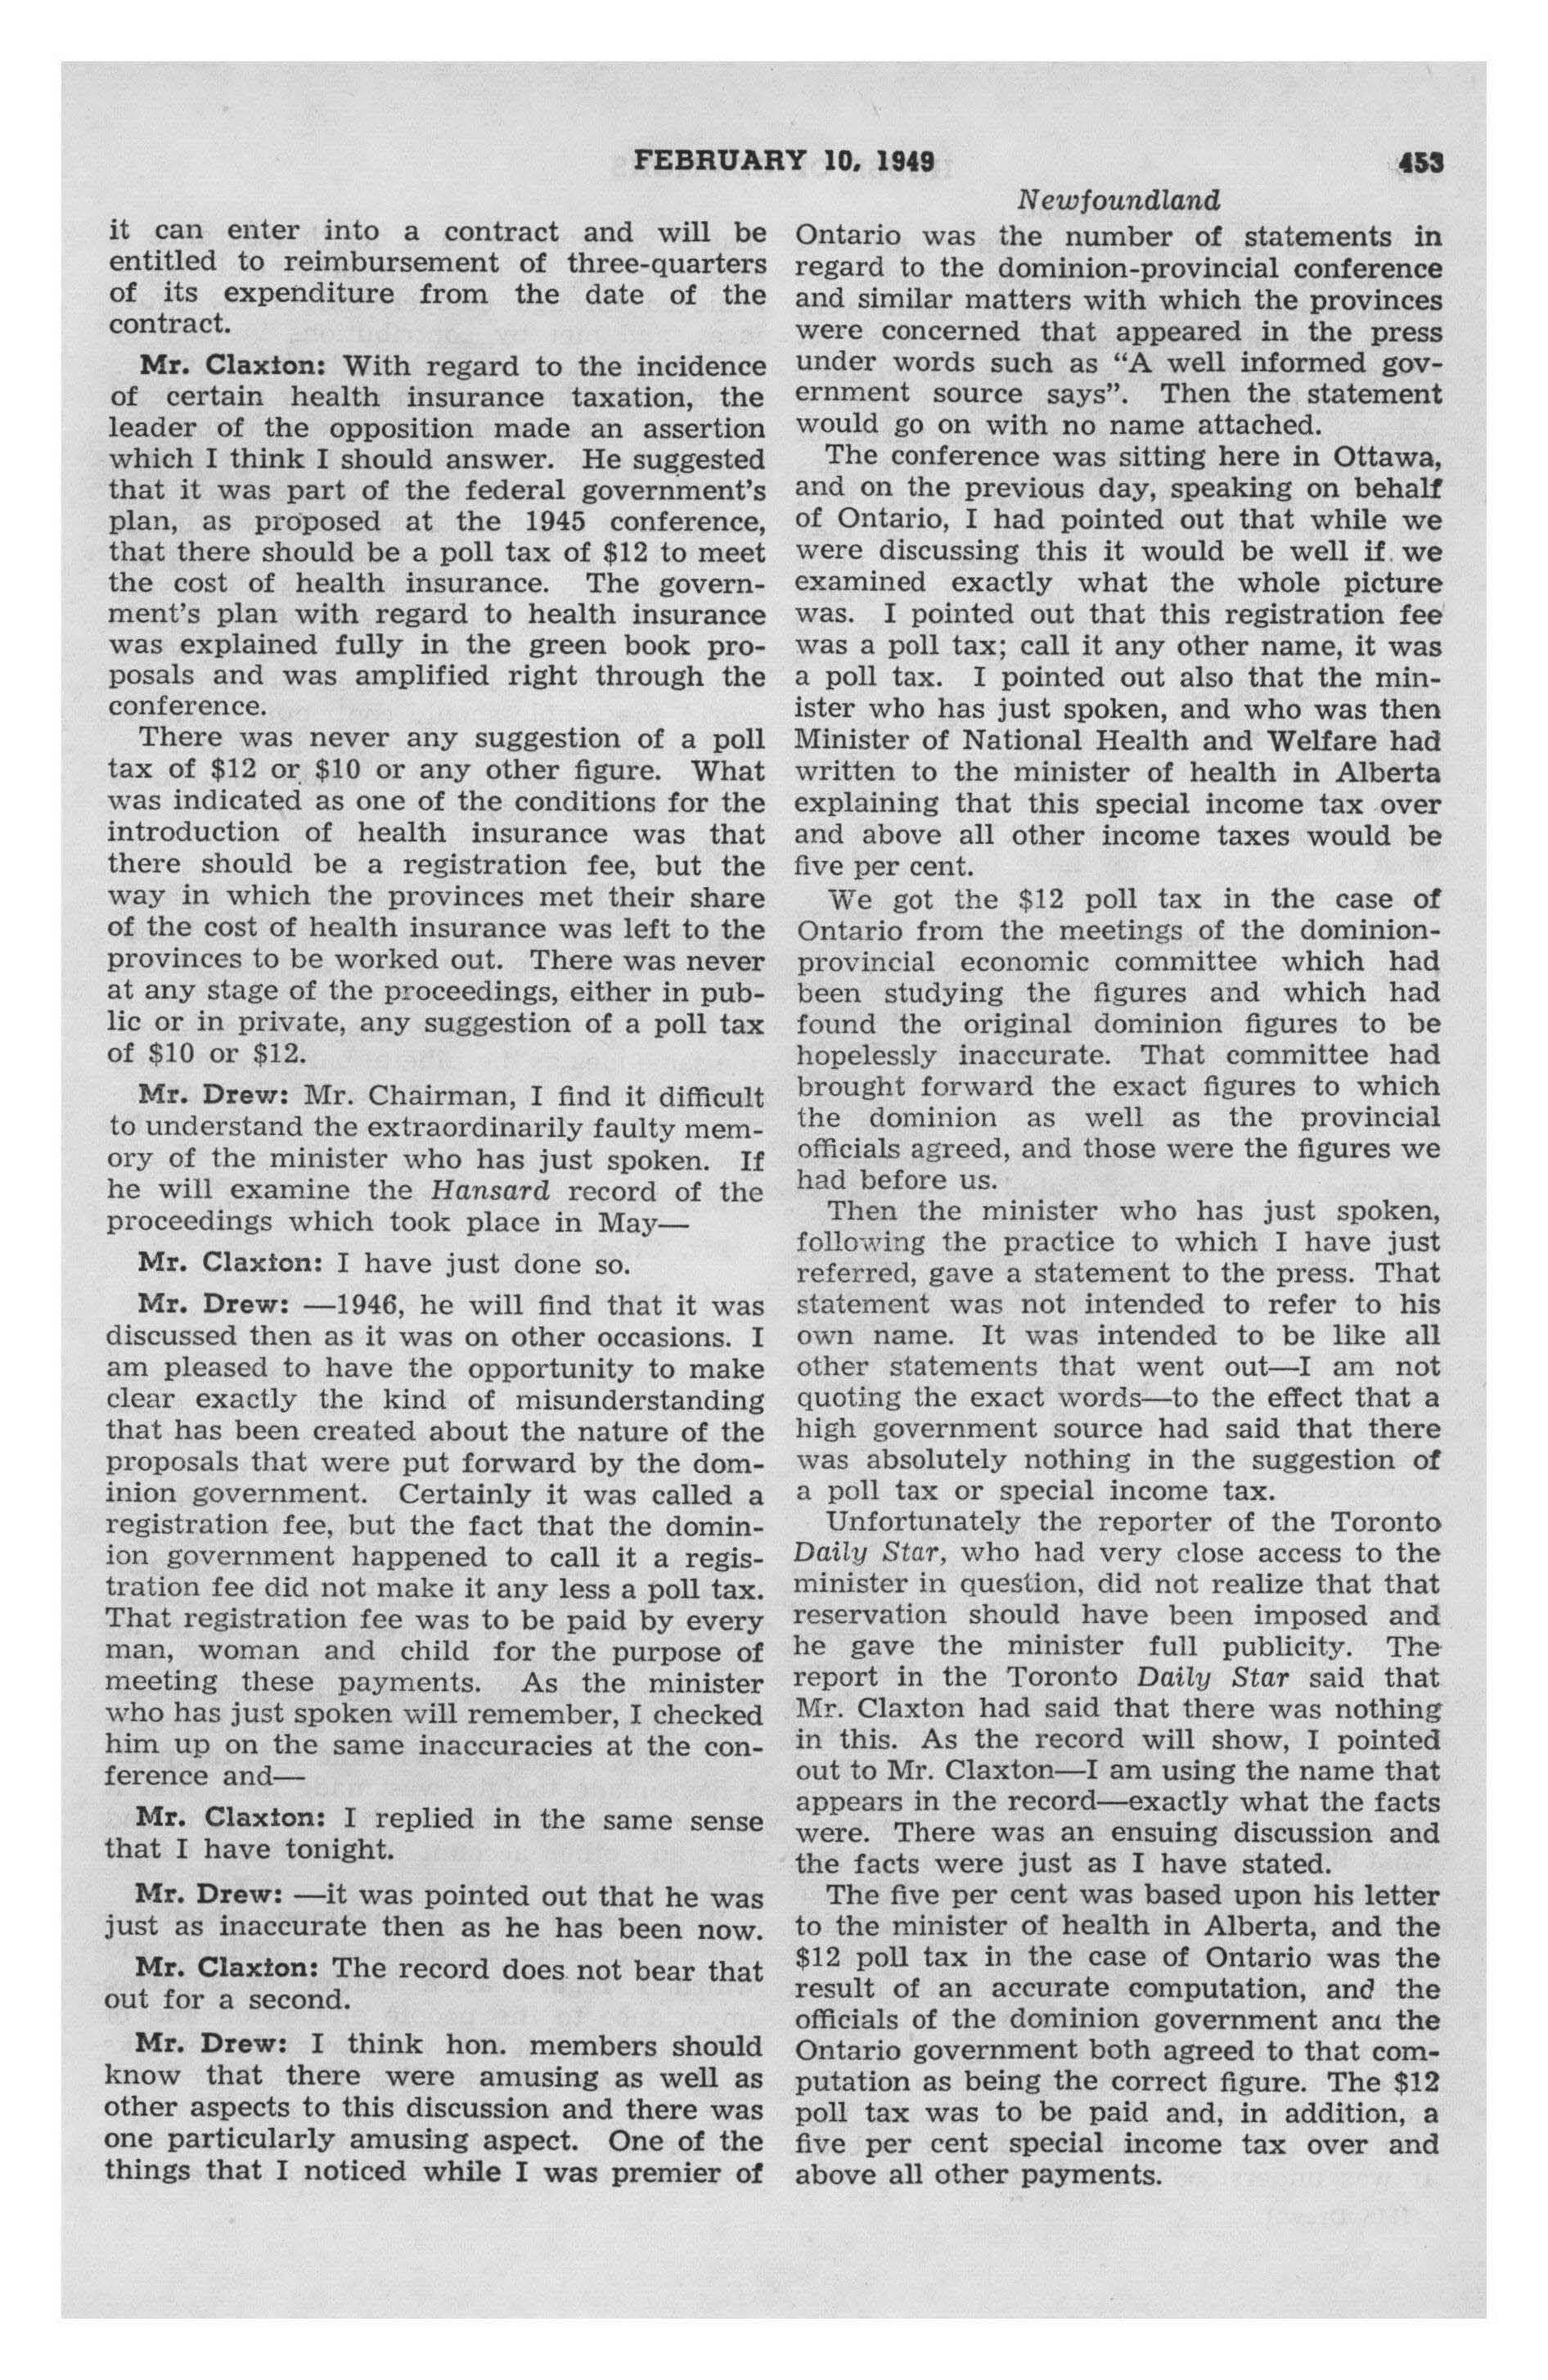 FEBRUARY 10, 1949
453
Newfoundland
it can enter into a contract and will be
entitled to reimbursement of three-quarters
of its expenditure from the date of the
contract.
Mr. Claxton: With regard to the incidence
of certain health insurance taxation, the
leader of the opposition made an assertion
which I think I should answer. He suggested
that it was part of the federal government's
plan, as proposed at the 1945 conference,
that there should be a poll tax of $12 to meet
the cost of health insurance. The govern-
ment's plan with regard to health insurance
was explained fully in the green book pro-
posals and was amplified right through the
conference.
There was never any suggestion of a poll
tax of $12 or $10 or any other figure. What
was indicated as one of the conditions for the
introduction of health insurance was that
there should be a registration fee, but the
way in which the provinces met their share
of the cost of health insurance was left to the
provinces to be worked out. There was never
at any stage of the proceedings, either in pub-
lic or in private, any suggestion of a poll tax
of $10 or $12.
Mr. Drew: Mr. Chairman, I find it difficult
to understand the extraordinarily faulty mem-
ory of the minister who has just spoken. If
he will examine the Hansard record of the
proceedings which took place in May—
Mr. Claxton: I have just done so.
Mr. Drew: —1946, he will find that it was
discussed then as it was on other occasions. I
am pleased to have the opportunity to make
clear exactly the kind of misunderstanding
that has been created about the nature of the
proposals that were put forward by the dom-
inion government. Certainly it was called a
registration fee, but the fact that the domin-
ion government happened to call it a regis-
tration fee did not make it any less a poll tax.
That registration fee was to be paid by every
man, woman and child for the purpose of
meeting these payments. As the minister
who has just spoken will remember, I checked
him up on the same inaccuracies at the con-
ference and—
Mr. Claxton: I replied in the same sense
that I have tonight.
Mr. Drew: —it was pointed out that he was
just as inaccurate then as he has been now.
Mr. Claxton: The record does not bear that
out for a second.
Mr. Drew: I think hon. members should
know that there were amusing as well as
other aspects to this discussion and there was
one particularly amusing aspect. One of the
things that I noticed while I was premier of
Ontario was the number of statements in
regard to the dominion-provincial conference
and similar matters with which the provinces
were concerned that appeared in the press
under words such as "A well informed gov-
ernment source says". Then the statement
would go on with no name attached.
The conference was sitting here in Ottawa,
and on the previous day, speaking on behalf
of Ontario, I had pointed out that while we
were discussing this it would be well if we
examined exactly what the whole picture
was. I pointed out that this registration fee
was a poll tax; call it any other name, it was
a poll tax. I pointed out also that the min-
ister who has just spoken, and who was then
Minister of National Health and Welfare had
written to the minister of health in Alberta
explaining that this special income tax over
and above all other income taxes would be
five per cent.
We got the $12 poll tax in the case of
Ontario from the meetings of the dominion-
provincial economic committee which had
been studying the figures and which had
found the original dominion figures to be
hopelessly inaccurate. That committee had
brought forward the exact figures to which
the dominion as well as the provincial
officials agreed, and those were the figures we
had before us.
Then the minister who has just spoken,
following the practice to which I have just
referred, gave a statement to the press. That
statement was not intended to refer to his
own name. It was intended to be like all
other statements that went out—I am not
quoting the exact words—to the effect that a
high government source had said that there
was absolutely nothing in the suggestion of
a poll tax or special income tax.
Unfortunately the reporter of the Toronto
Daily Star, who had very close access to the
minister in question, did not realize that that
reservation should have been imposed and
he gave the minister full publicity. The
report in the Toronto Daily Star said that
Mr. Claxton had said that there was nothing
in this. As the record will show, I pointed
out to Mr. Claxton—I am using the name that
appears in the record—exactly what the facts
were. There was an ensuing discussion and
the facts were just as I have stated.
The five per cent was based upon his letter
to the minister of health in Alberta, and the
$12 poll tax in the case of Ontario was the
result of an accurate computation, and the
officials of the dominion government and the
Ontario government both agreed to that com-
putation as being the correct figure. The $12
poll tax was to be paid and, in addition, a
five per cent special income tax over and
above all other payments.